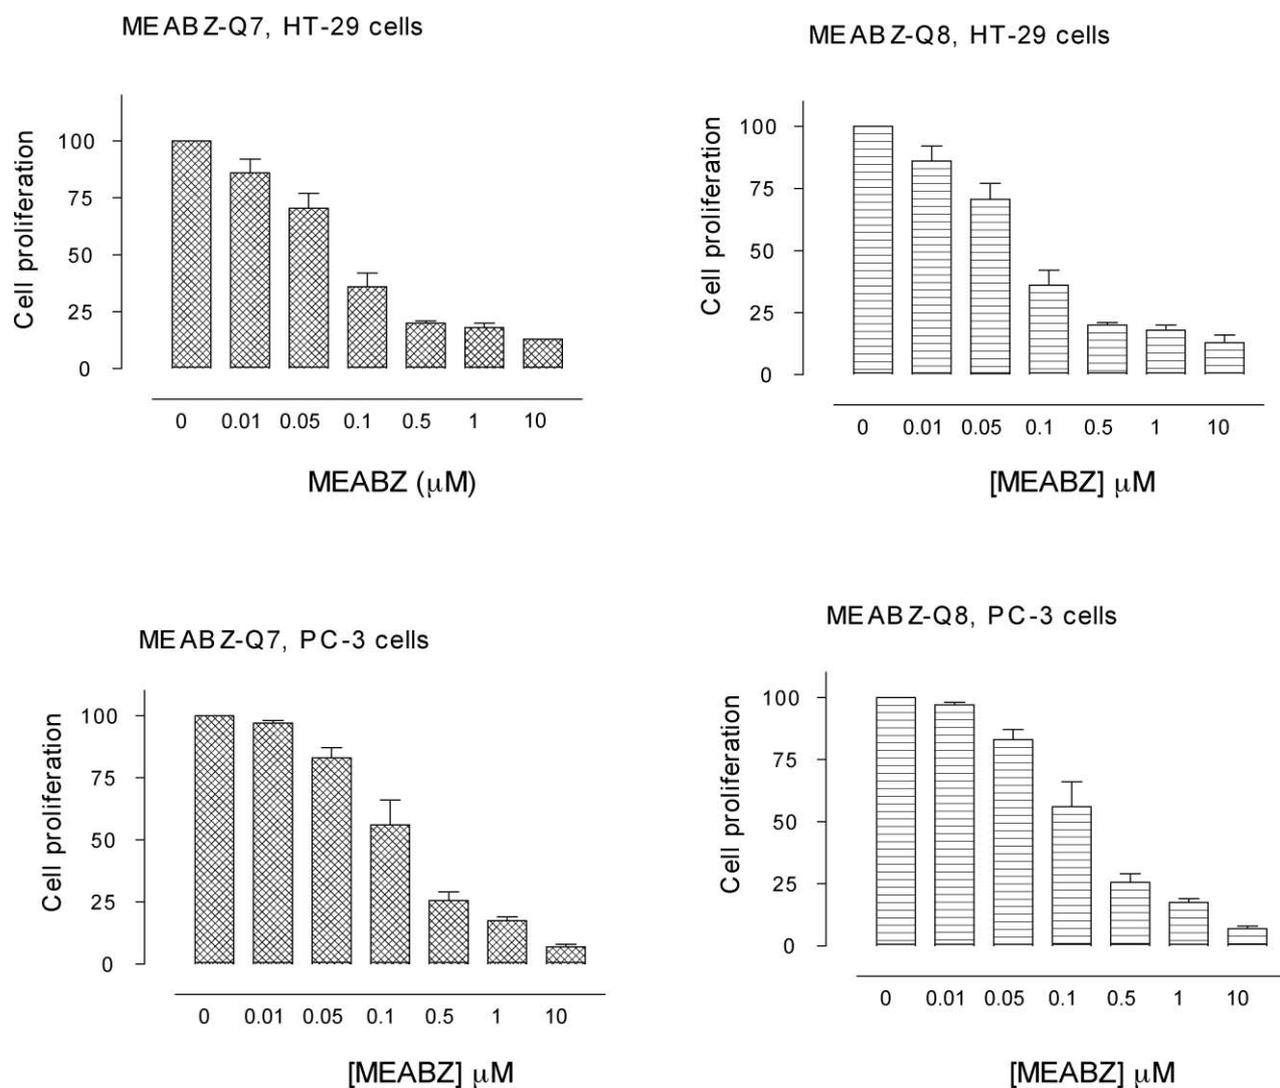 MEABZ-Q7, HT-29 cells
Cell proliferation
100
75
50
25
0
0 0.01 0.05 0.1 0.5 1 10
MEABZ (μM)
MEABZ-Q8, HT-29 cells
Cell proliferation
100
75
50
25
0
0 0.01 0.05 0.1 0.5 1 10
[MEABZ] μM
MEABZ-Q7, PC-3 cells
Cell proliferation
100
75
50
25
0
0 0.01 0.05 0.1 0.5 1 10
[MEABZ] μM
MEABZ-Q8, PC-3 cells
Cell proliferation
100
75
50
25
0
0 0.01 0.05 0.1 0.5 1 10
[MEABZ] μM